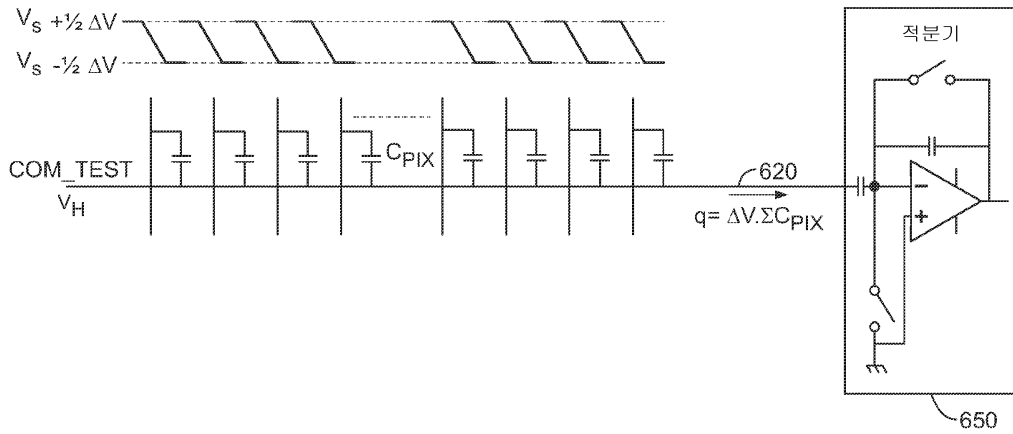 V_S +½ ΔV
V_S -½ ΔV
적분기
C_PIX
COM_TEST
V_H
620
q= ΔV.ΣC_PIX
−
+
650